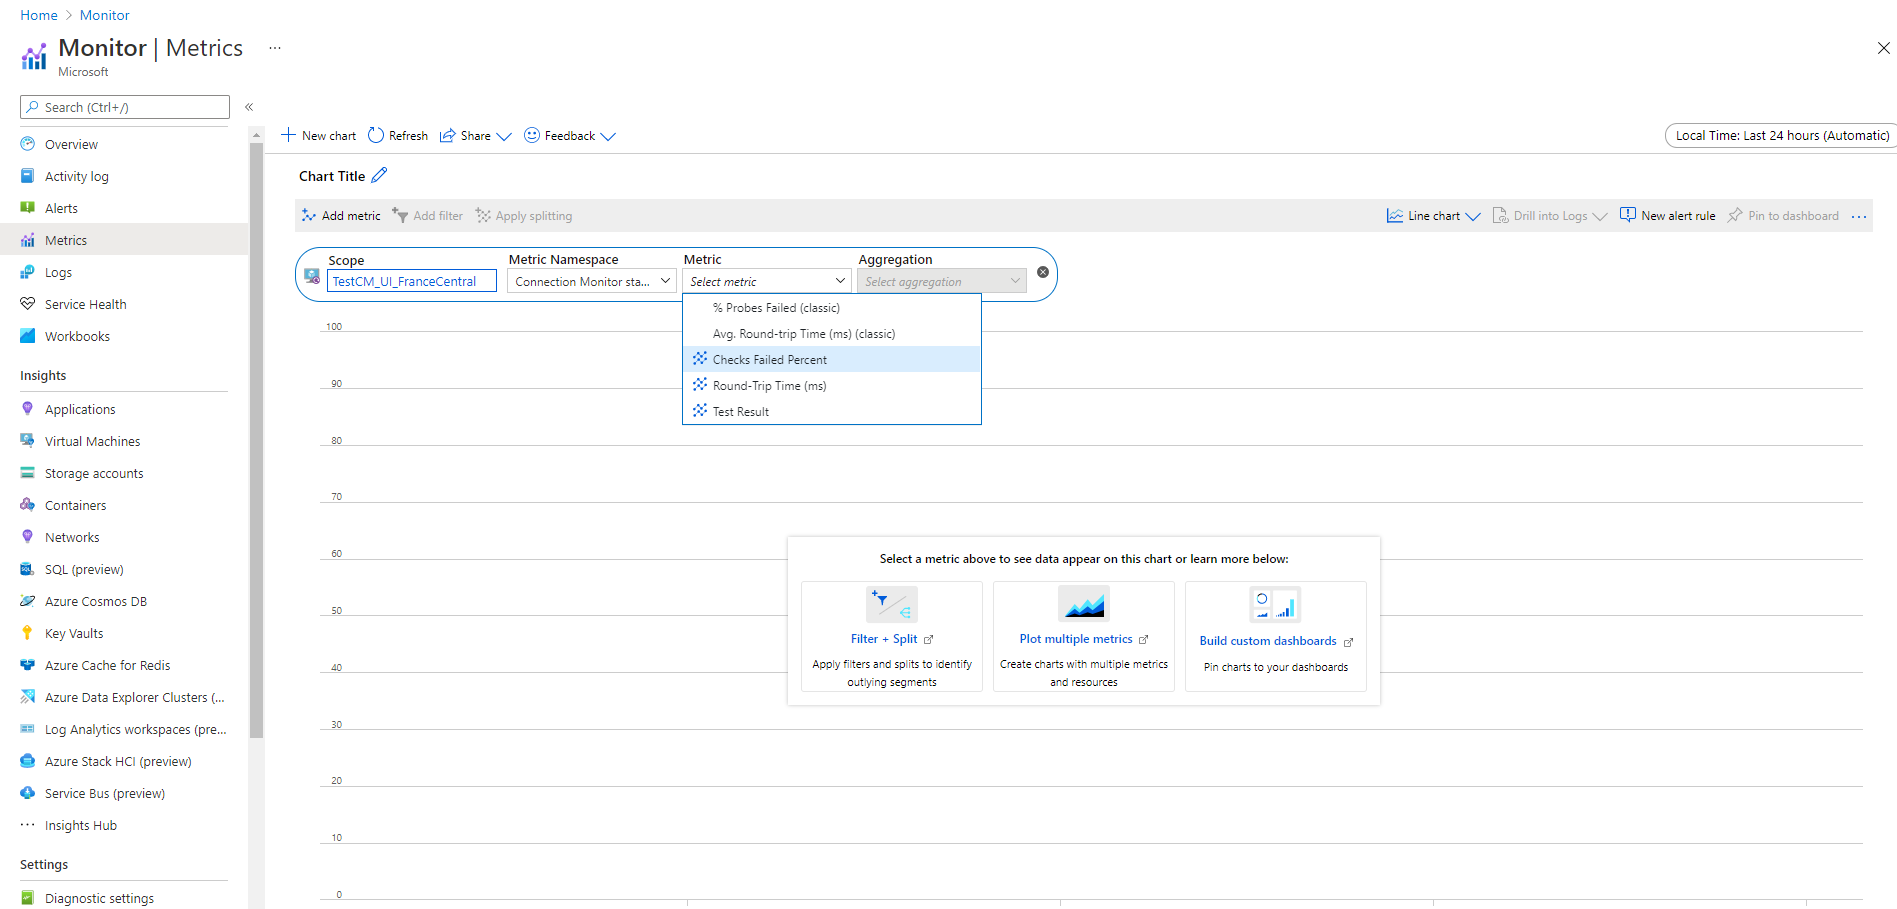 Home > Monitor
Monitor | Metrics ...
Microsoft
Search (Ctrl+/)
«
Overview
Activity log
Alerts
Metrics
Logs
Service Health
Workbooks
Insights
Applications
Virtual Machines
Storage accounts
Containers
Networks
SQL (preview)
Azure Cosmos DB
Key Vaults
Azure Cache for Redis
Azure Data Explorer Clusters (...
Log Analytics workspaces (pre...
Azure Stack HCI (preview)
Service Bus (preview)
Insights Hub
Settings
Diagnostic settings
New chart Refresh Share Feedback
Local Time: Last 24 hours (Automatic)
Chart Title
Add metric Add filter Apply splitting
Line chart Drill into Logs New alert rule Pin to dashboard ...
Scope Metric Namespace Metric Aggregation
TestCM_UI_FranceCentral Connection Monitor sta... Select metric Select aggregation
% Probes Failed (classic)
Avg. Round-trip Time (ms) (classic)
Checks Failed Percent
Round-Trip Time (ms)
Test Result
100
90
80
70
60
50
40
30
20
10
0
Select a metric above to see data appear on this chart or learn more below:
Filter + Split
Apply filters and splits to identify
outlying segments
Plot multiple metrics
Create charts with multiple metrics
and resources
Build custom dashboards
Pin charts to your dashboards